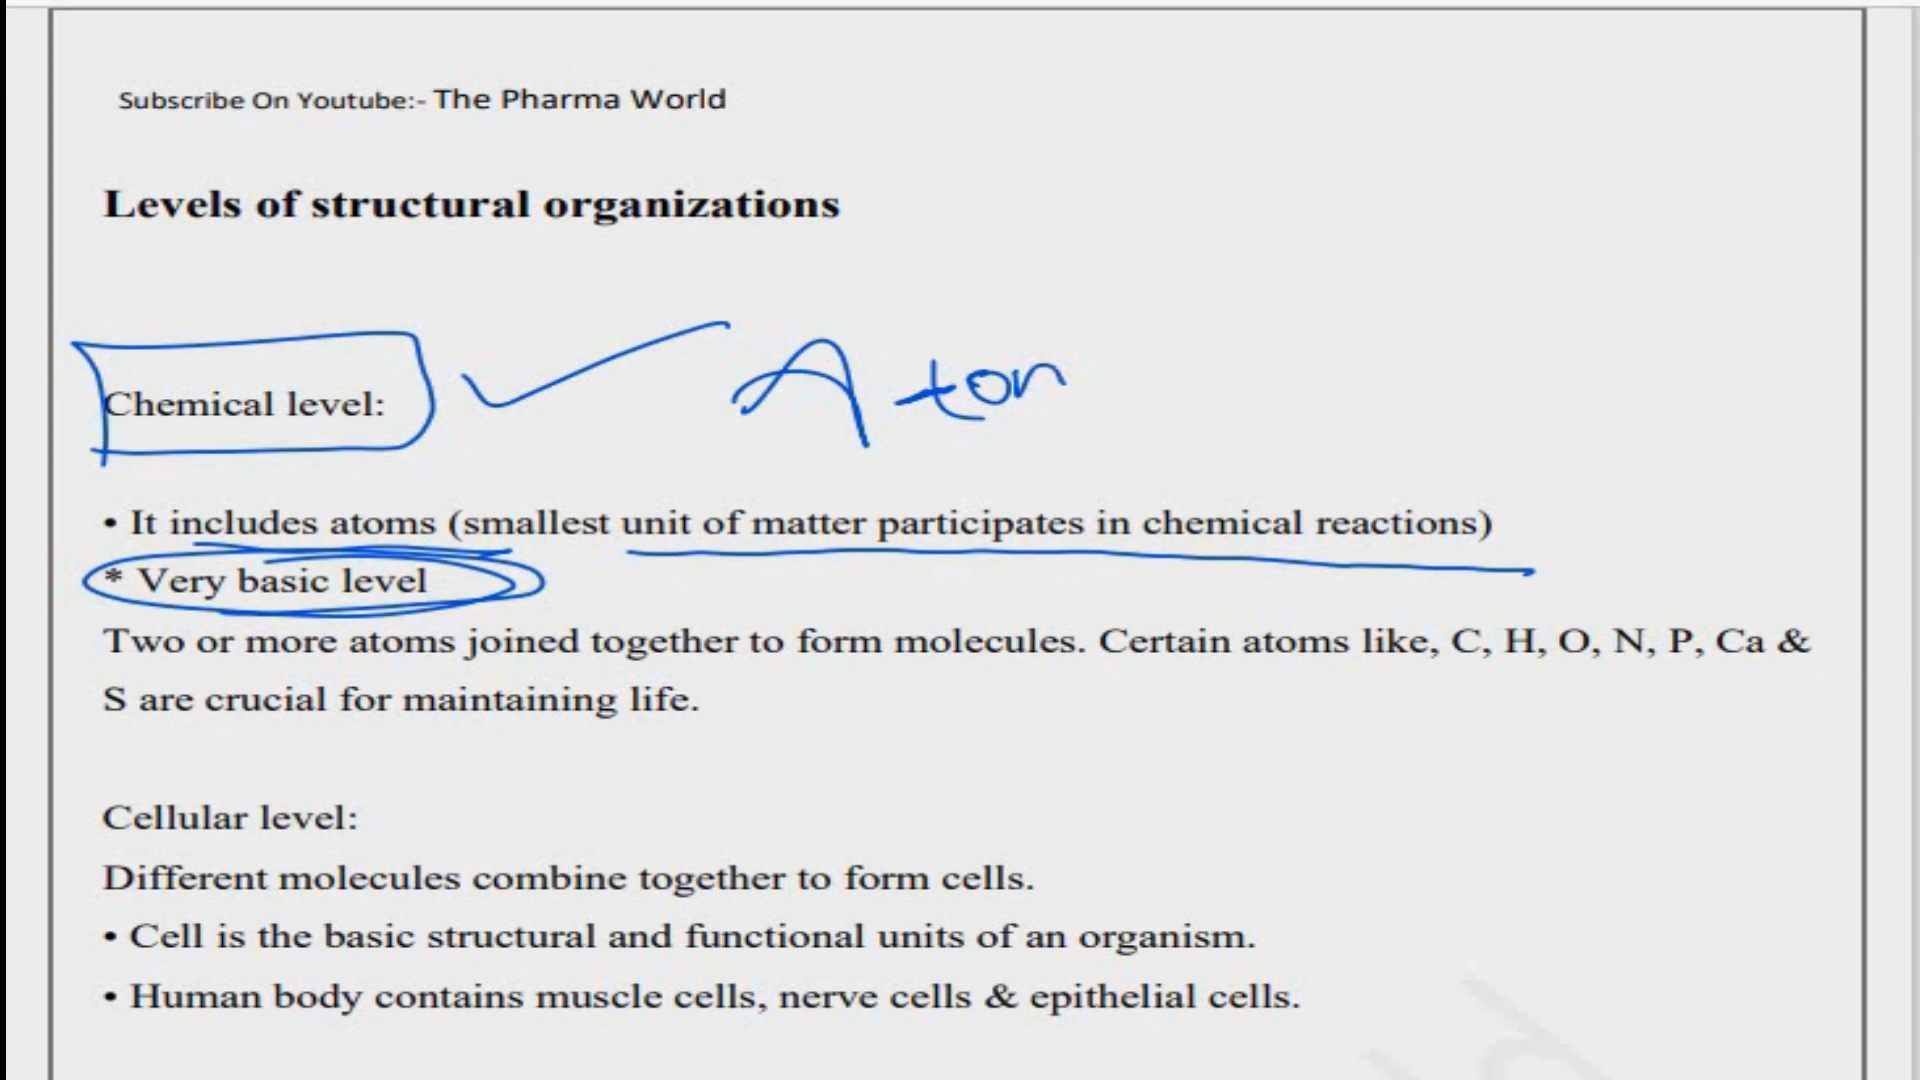 Subscribe On Youtube:- The Pharma World
Levels of structural organizations
Chemical level: Aton
• It includes atoms (smallest unit of matter participates in chemical reactions)
* Very basic level
Two or more atoms joined together to form molecules. Certain atoms like, C, H, O, N, P, Ca &
S are crucial for maintaining life.
Cellular level:
Different molecules combine together to form cells.
• Cell is the basic structural and functional units of an organism.
• Human body contains muscle cells, nerve cells & epithelial cells.